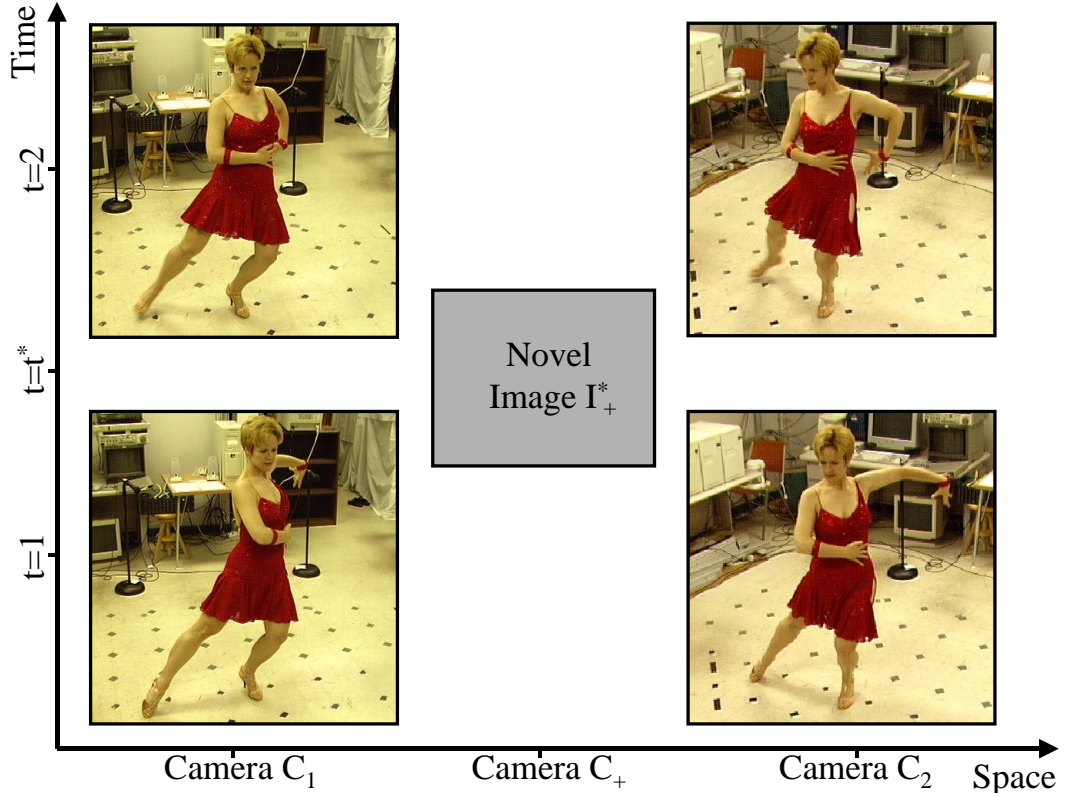 Time
t=2
t=t*
t=1
Novel
Image I*₊
Camera C₁
Camera C₊
Camera C₂
Space